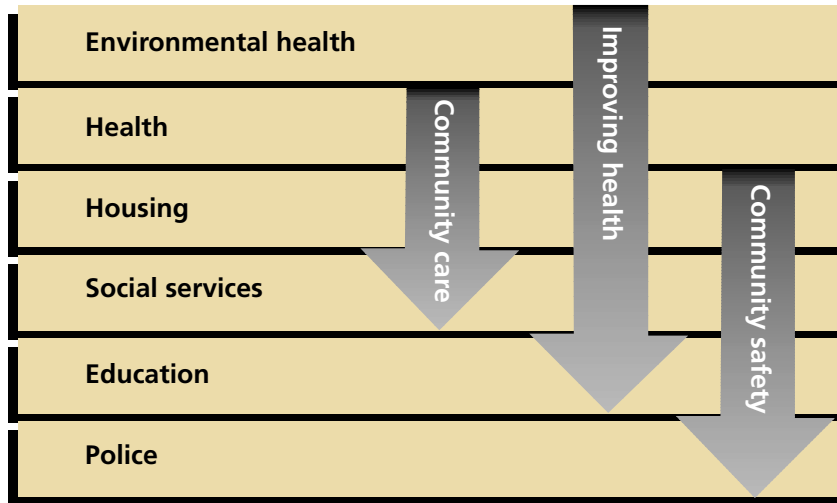 Environmental health
Health
Housing
Social services
Education
Police
Community care
Improving health
Community safety